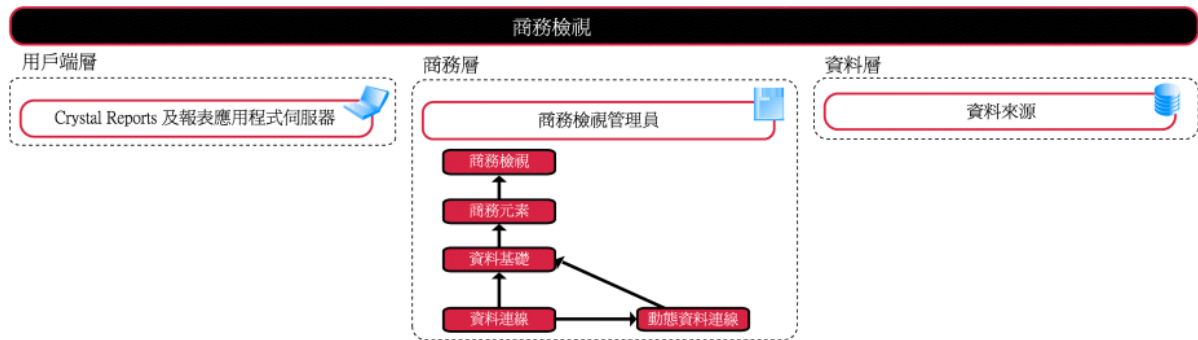 商務檢視
用戶端層
Crystal Reports 及報表應用程式伺服器
商務層
商務檢視管理員
商務檢視
商務元素
資料基礎
資料連線
動態資料連線
資料層
資料來源